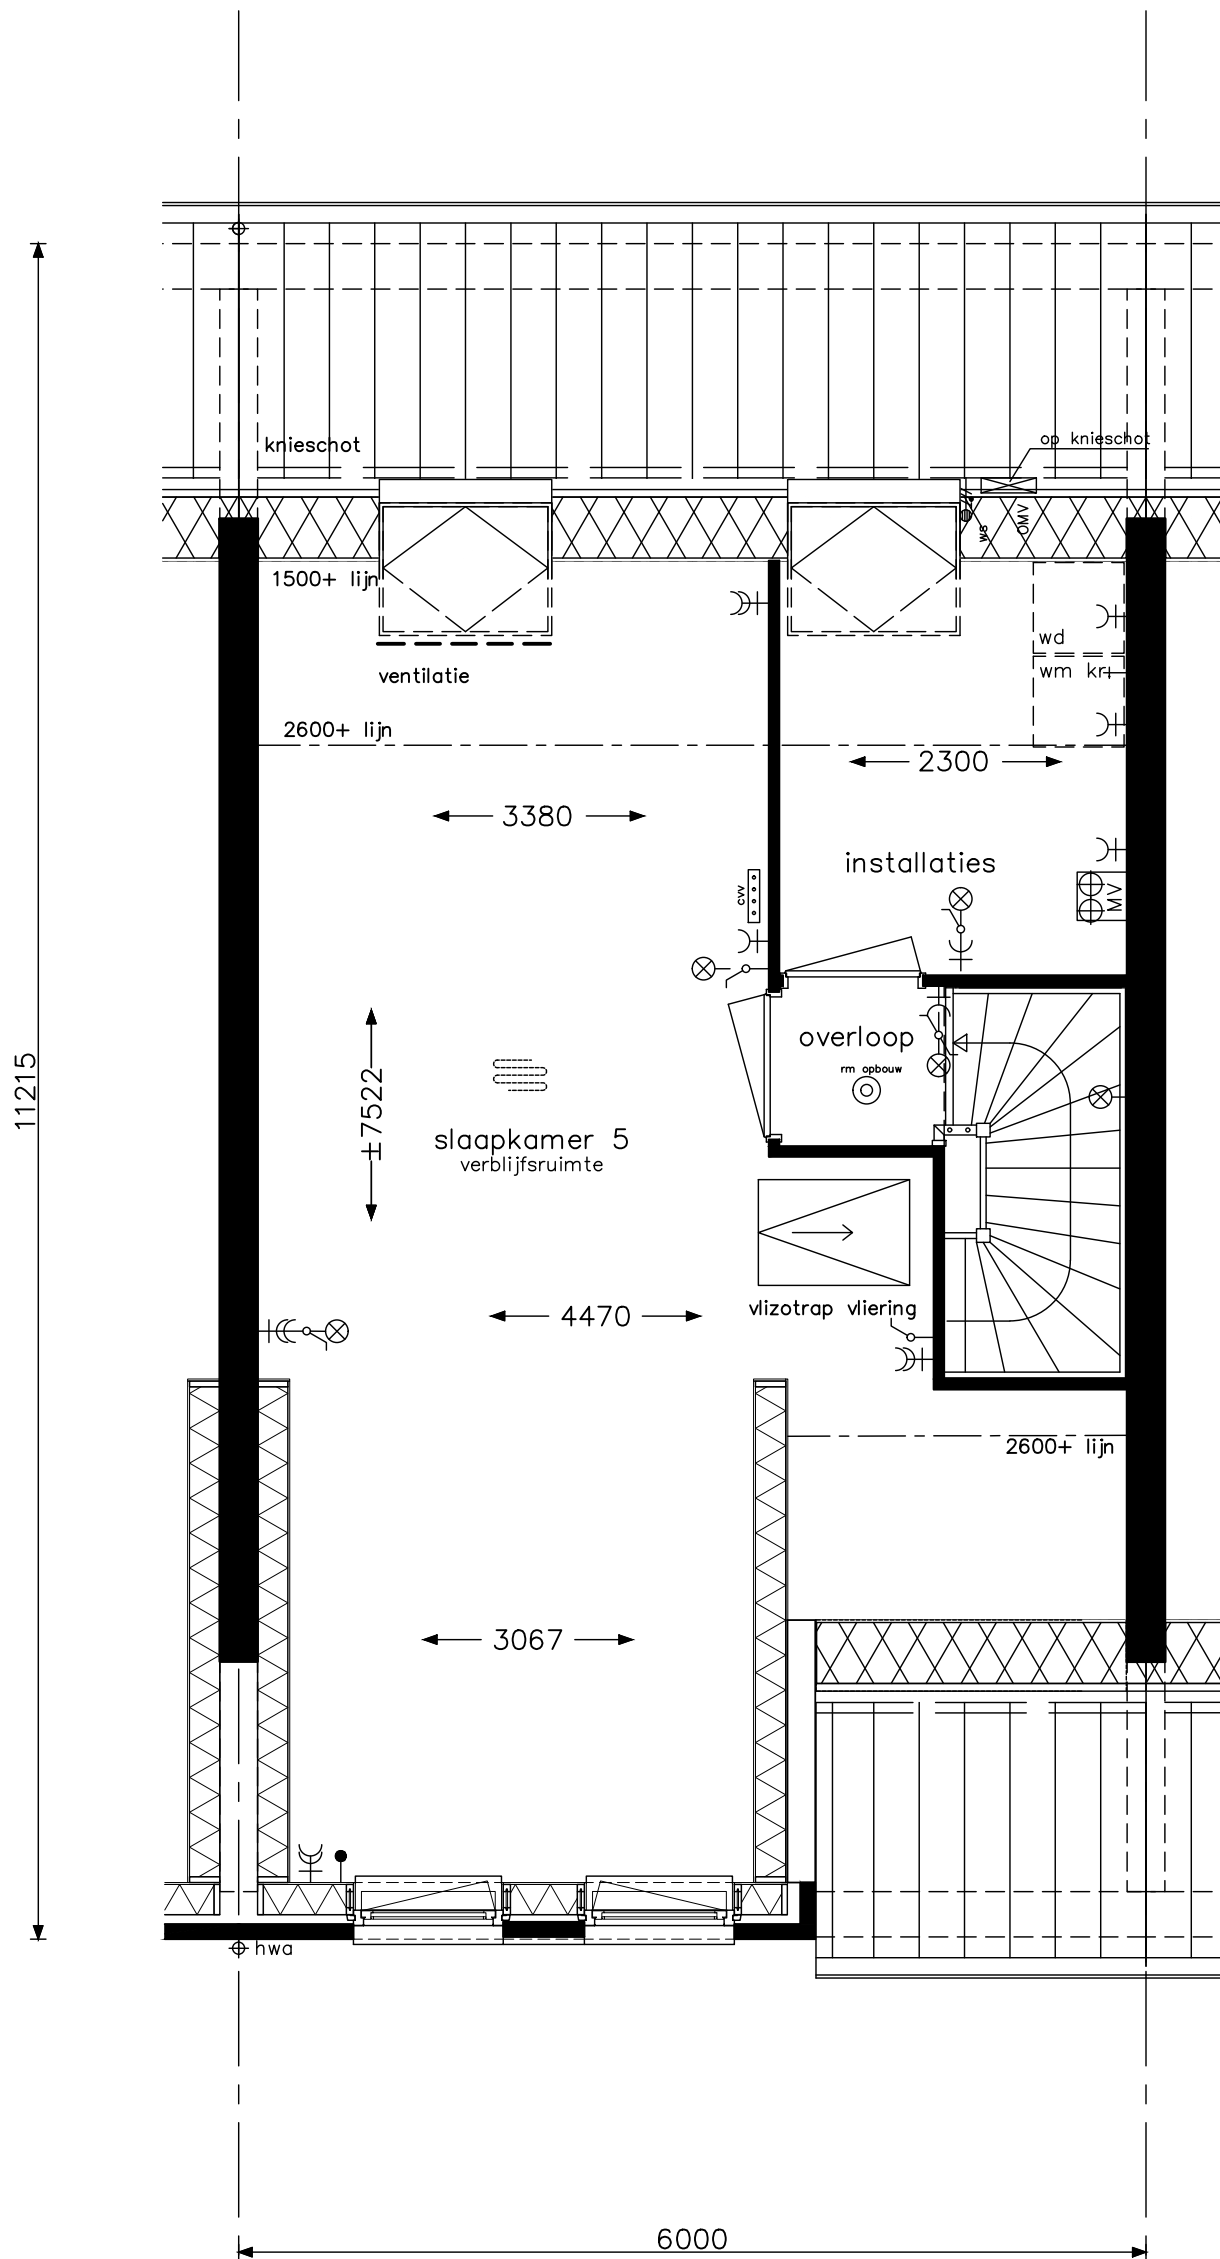 knieschot
op knieschot
ws
OMV
1500+ lijn
wd
wm kr
ventilatie
2600+ lijn
2300
3380
installaties
cvv
MV
overloop
rm opbouw
11215
±7522
slaapkamer 5
verblijfsruimte
vlizotrap vliering
4470
2600+ lijn
3067
hwa
6000